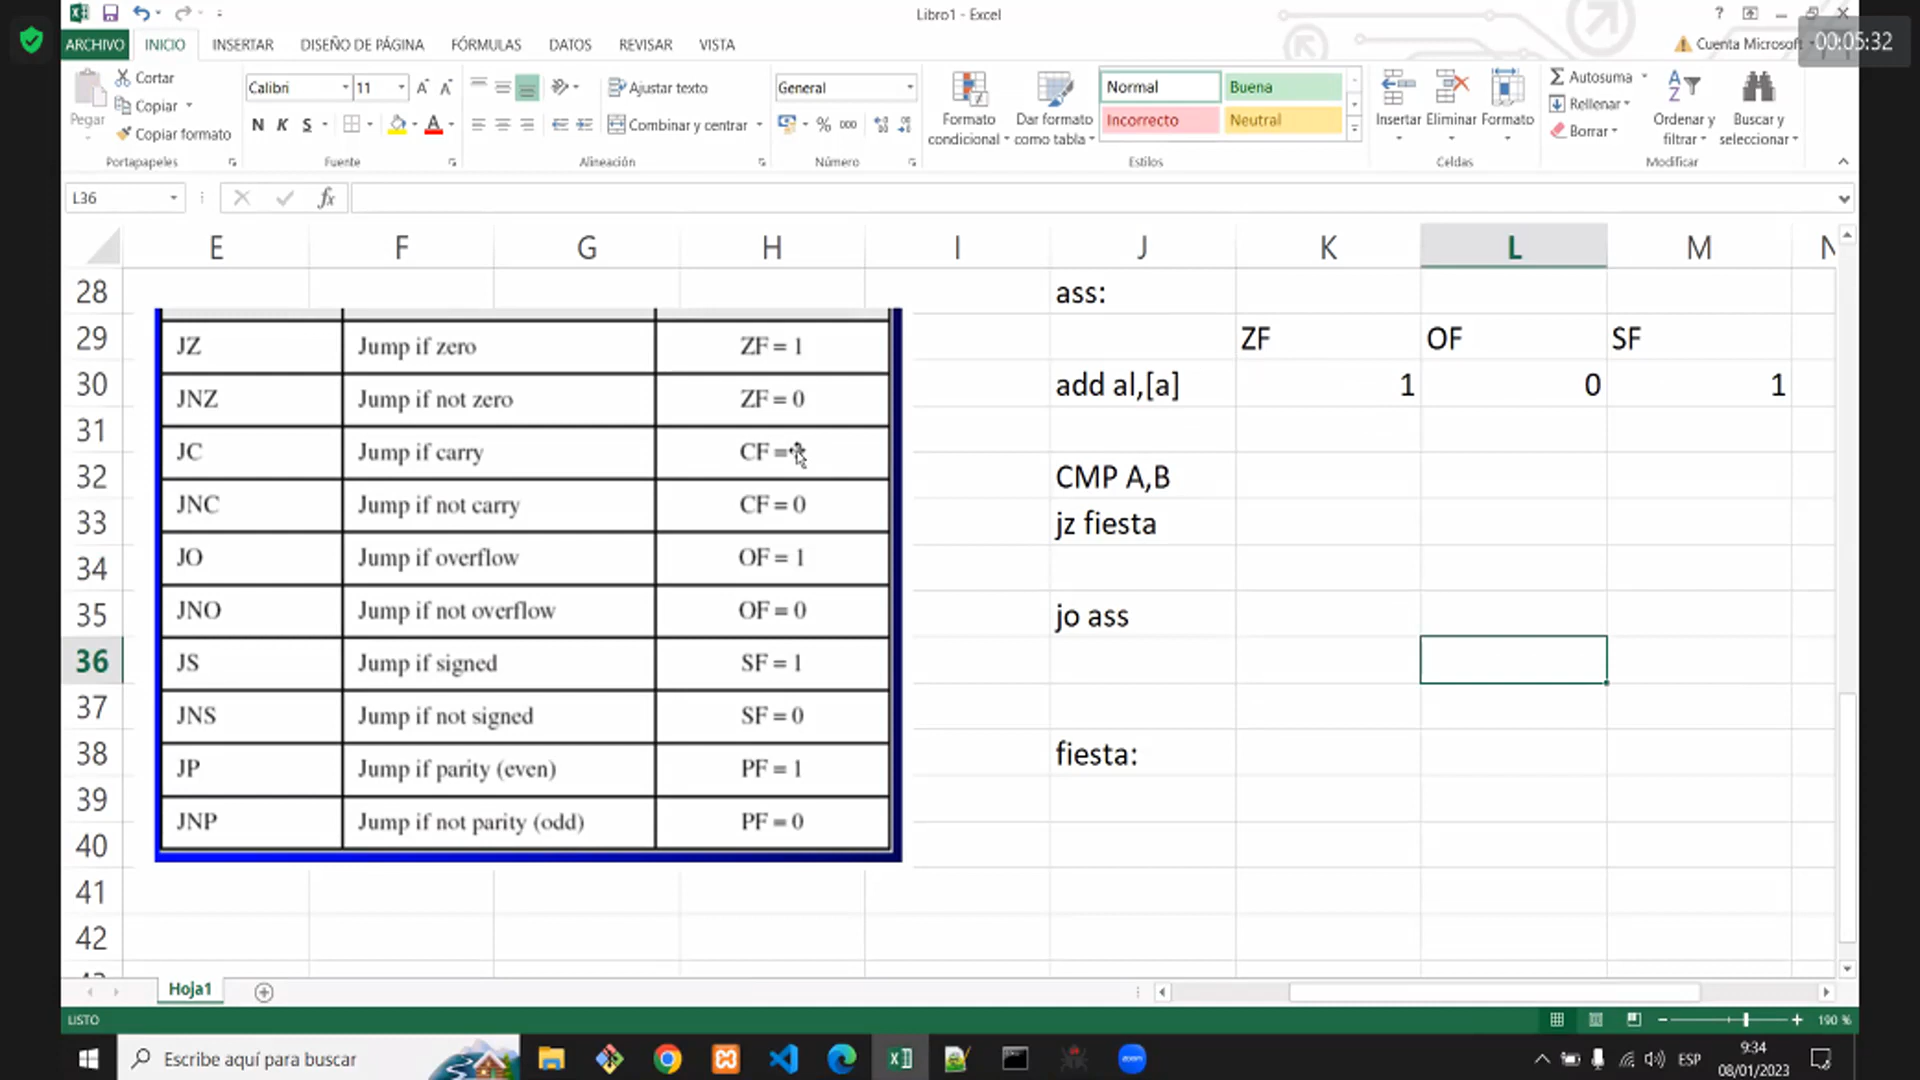 Libro1 - Excel
?
00:05:32
ARCHIVO INICIO INSERTAR DISEÑO DE PÁGINA FÓRMULAS DATOS REVISAR VISTA
Cuenta Microsoft
Pegar
Cortar
Copiar
Copiar formato
Portapapeles
Calibri 11
N K S
Fuente
Ajustar texto
Combinar y centrar
Alineación
General
% 000
Número
Formato condicional
Dar formato como tabla
Normal Buena
Incorrecto Neutral
Estilos
Insertar Eliminar Formato
Celdas
Autosuma
Rellenar
Borrar
Ordenar y filtrar
Buscar y seleccionar
Modificar
L36 fx
E F G H I J K L M N
28 ass:
29 ZF OF SF
30 add al,[a] 1 0 1
31
32 CMP A,B
33 jz fiesta
34
35 jo ass
36
37
38 fiesta:
39
40
41
42
JZ Jump if zero ZF = 1
JNZ Jump if not zero ZF = 0
JC Jump if carry CF =
JNC Jump if not carry CF = 0
JO Jump if overflow OF = 1
JNO Jump if not overflow OF = 0
JS Jump if signed SF = 1
JNS Jump if not signed SF = 0
JP Jump if parity (even) PF = 1
JNP Jump if not parity (odd) PF = 0
Hoja1
LISTO
190 %
Escribe aquí para buscar
zoom
ESP
9:34
08/01/2023